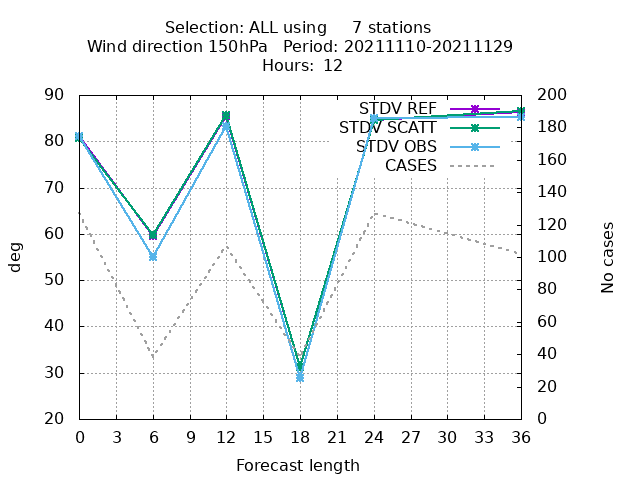 Selection: ALL using     7 stations
Wind direction 150hPa   Period: 20211110-20211129
Hours:  12
90 200
STDV REF
STDV SCATT
STDV OBS
CASES
80 180
160
70 140
60 120
deg
No cases
50 100
80
40 60
30 40
20
20 0
0 3 6 9 12 15 18 21 24 27 30 33 36
Forecast length